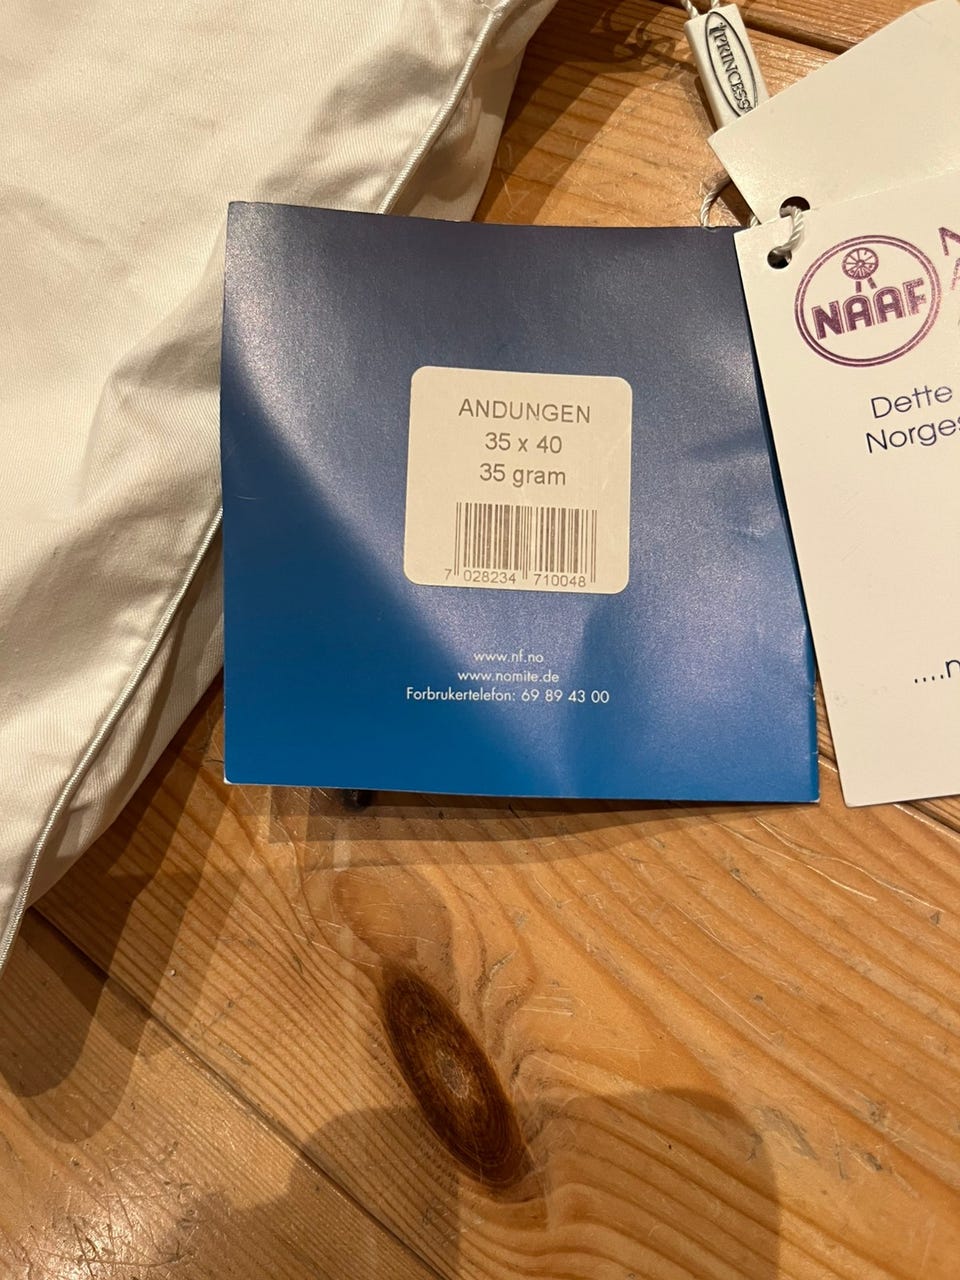 PRINCESS
NAAF
Dette
ANDUNGEN
35 x 40
35 gram
7 028234 710048
www.nf.no
www.nomite.de
Forbrukertelefon: 69 89 43 00